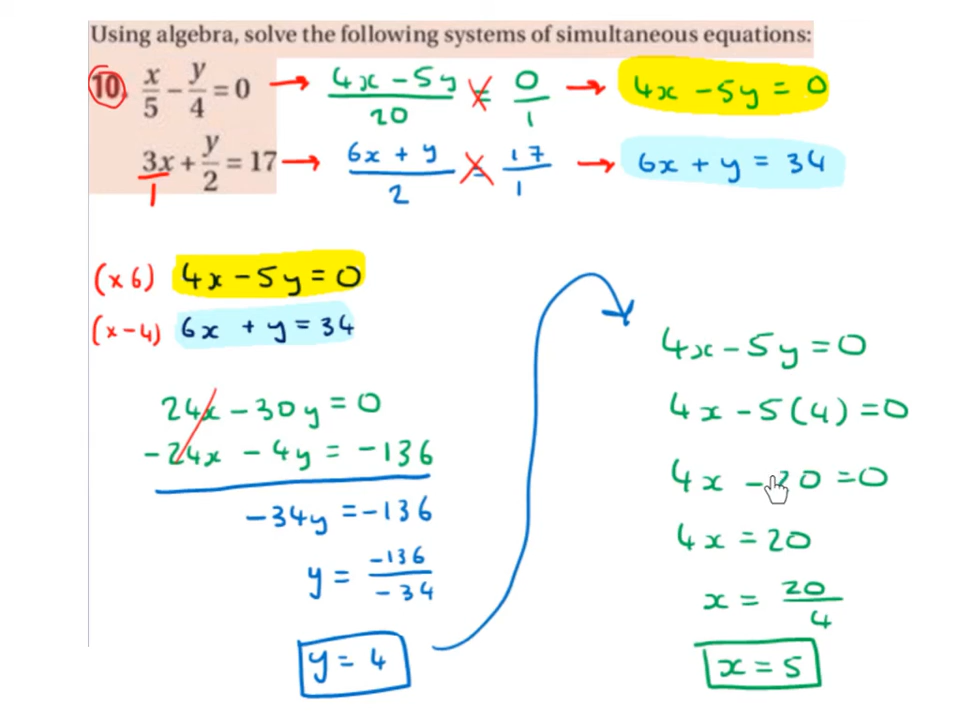 Using algebra, solve the following systems of simultaneous equations:
10. x/5 − y/4 = 0 → (4x − 5y)/20 = 0/1 → 4x − 5y = 0
3x/1 + y/2 = 17 → (6x + y)/2 = 17/1 → 6x + y = 34
(x 6) 4x − 5y = 0
(x −4) 6x + y = 34
24x − 30y = 0
−24x − 4y = −136
−34y = −136
y = −136/−34
y = 4
4x − 5y = 0
4x − 5(4) = 0
4x − 20 = 0
4x = 20
x = 20/4
x = 5